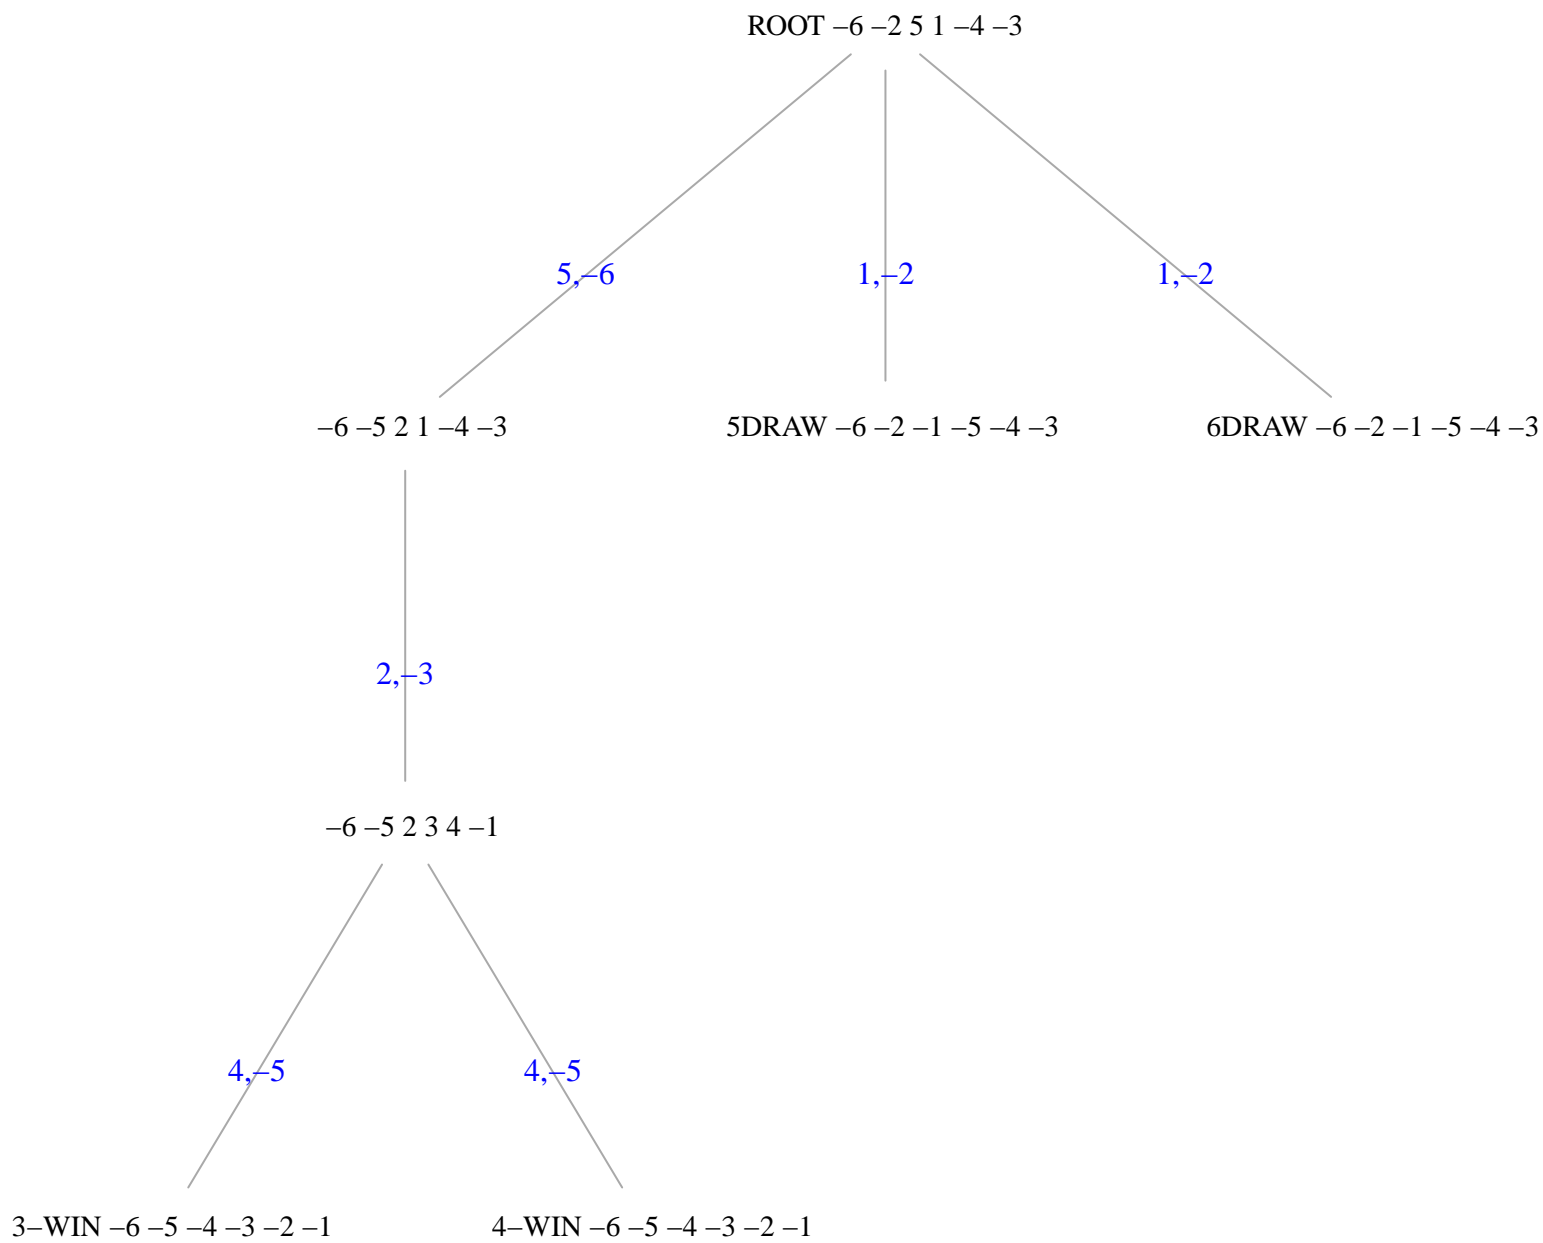 ROOT –6 –2 5 1 –4 –3
5,–6
1,–2
1,–2
–6 –5 2 1 –4 –3
5DRAW –6 –2 –1 –5 –4 –3
6DRAW –6 –2 –1 –5 –4 –3
2,–3
–6 –5 2 3 4 –1
4,–5
4,–5
3–WIN –6 –5 –4 –3 –2 –1
4–WIN –6 –5 –4 –3 –2 –1